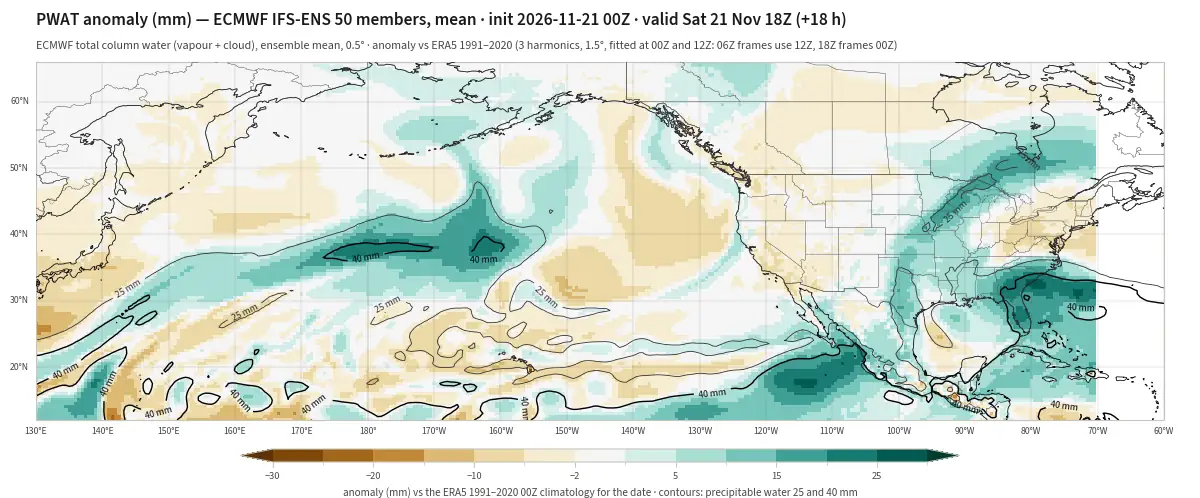 PWAT anomaly (mm) — ECMWF IFS-ENS 50 members, mean · init 2026-11-21 00Z · valid Sat 21 Nov 18Z (+18 h)
ECMWF total column water (vapour + cloud), ensemble mean, 0.5° · anomaly vs ERA5 1991–2020 (3 harmonics, 1.5°, fitted at 00Z and 12Z: 06Z frames use 12Z, 18Z frames 00Z)
60°N
50°N
25 mm
25 mm
40°N
40 mm
40 mm
25 mm
25 mm
30°N
25 mm
25 mm
40 mm
20°N
40 mm
40 mm
40 mm
40 mm
40 mm
40 mm
40 mm
40 mm
40 mm
130°E 140°E 150°E 160°E 170°E 180° 170°W 160°W 150°W 140°W 130°W 120°W 110°W 100°W 90°W 80°W 70°W 60°W
−30 −20 −10 −2 5 15 25
anomaly (mm) vs the ERA5 1991–2020 00Z climatology for the date · contours: precipitable water 25 and 40 mm